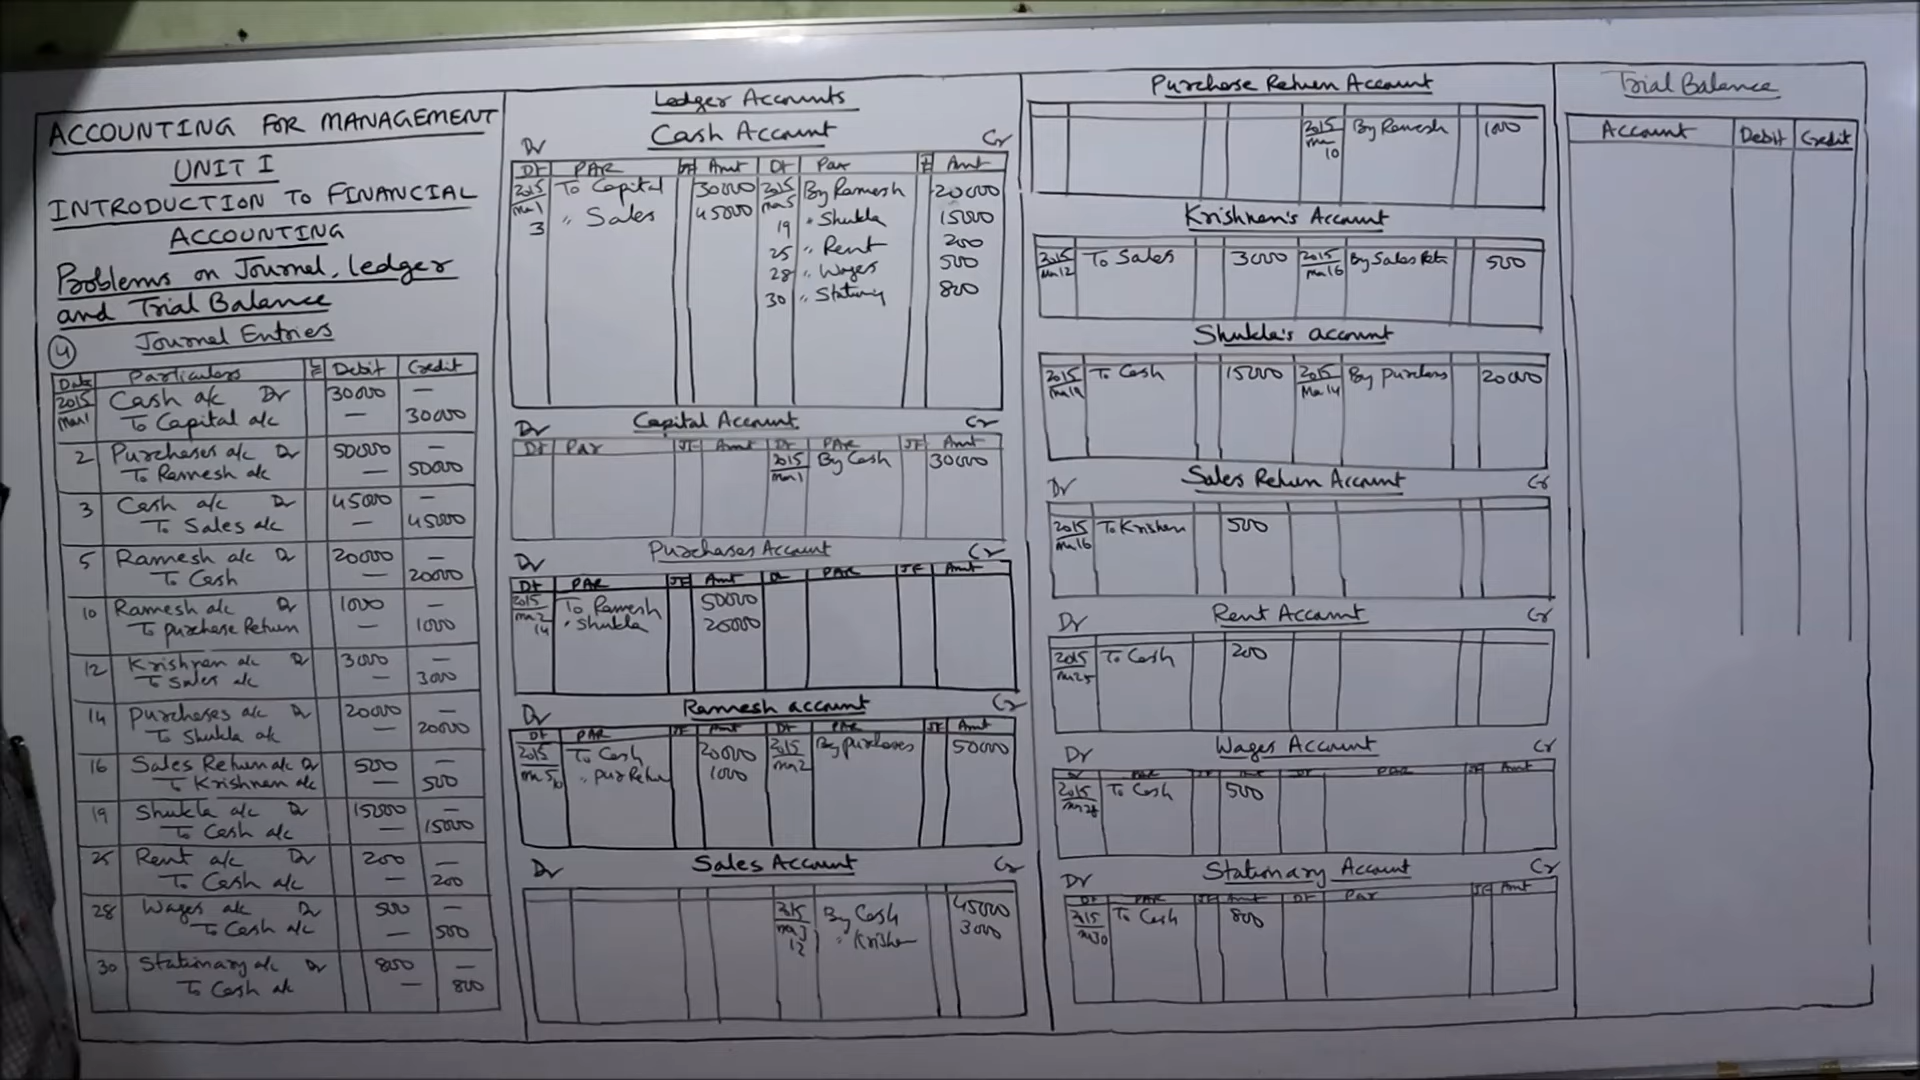 ACCOUNTING FOR MANAGEMENT
UNIT I
INTRODUCTION TO FINANCIAL
ACCOUNTING
Problems on Journal, ledger
and Trial Balance
4 Journal Entries
Date Particulars LF Debit Credit
2015 Mar 1 Cash a/c Dr 30000 —
To Capital a/c — 30000
2 Purchases a/c Dr 50000 —
To Ramesh a/c — 50000
3 Cash a/c Dr 45000 —
To Sales a/c — 45000
5 Ramesh a/c Dr 20000 —
To Cash — 20000
10 Ramesh a/c Dr 1000 —
To purchase Return — 1000
12 Krishnan a/c Dr 3000 —
To Sales a/c — 3000
14 Purchases a/c Dr 20000 —
To Shukla a/c — 20000
16 Sales Return a/c Dr 500 —
To Krishnan a/c — 500
19 Shukla a/c Dr 15000 —
To Cash a/c — 15000
25 Rent a/c Dr 200 —
To Cash a/c — 200
28 Wages a/c Dr 500 —
To Cash a/c — 500
30 Stationary a/c Dr 800 —
To Cash a/c — 800
Ledger Accounts
Cash Account
Dr Cr
Dt PAR Amt Dt Par Amt
2015 Mar 1 To Capital 30000 2015 Mar 5 By Ramesh 20000
3 " Sales 45000 19 " Shukla 15000
25 " Rent 200
28 " Wages 500
30 " 800
Capital Account
Dr Cr
Dt Par JF Amt Dt PAR JF Amt
2015 Mar 1 By Cash 30000
Purchases Account
Dr Cr
Dt PAR JF Amt Dt PAR JF Amt
2015 Mar 2 To Ramesh 50000
14 " Shukla 20000
Ramesh account
Dr Cr
Dt PAR JF Amt Dt PAR JF Amt
2015 Mar 5 To Cash 20000 2015 Mar 2 By purchases 50000
10 " pur Return 1000
Sales Account
Dr Cr
2015 Mar 3 By Cash 45000
12 " Krishn 3000
Purchase Return Account
2015 Mar 10 By Ramesh 1000
Krishnan's Account
2015 Mar 12 To Sales 3000 2015 Mar 16 By Sales Retn 500
Shukla's account
2015 Mar 19 To Cash 15000 2015 Mar 14 By purchases 20000
Sales Return Account
Dr Cr
2015 Mar 16 To Krishnan 500
Rent Account
Dr Cr
2015 Mar 25 To Cash 200
Wages Account
Dr Cr
Dt PAR JF Amt Dt PAR JF Amt
2015 Mar 28 To Cash 500
Stationary Account
Dr Cr
Dt PAR JF Amt Dt Par JF Amt
2015 Mar 30 To Cash 800
Trial Balance
Account Debit Credit